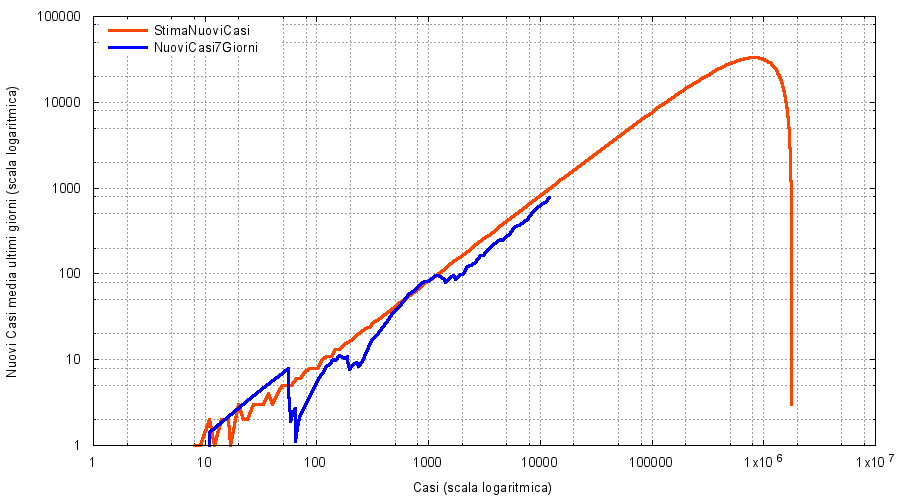 100000
10000
1000
100
10
1
StimaNuoviCasi
NuoviCasi7Giorni
Nuovi Casi media ultimi giorni (scala logaritmica)
1
10
100
1000
10000
100000
1x10^6
1x10^7
Casi (scala logaritmica)